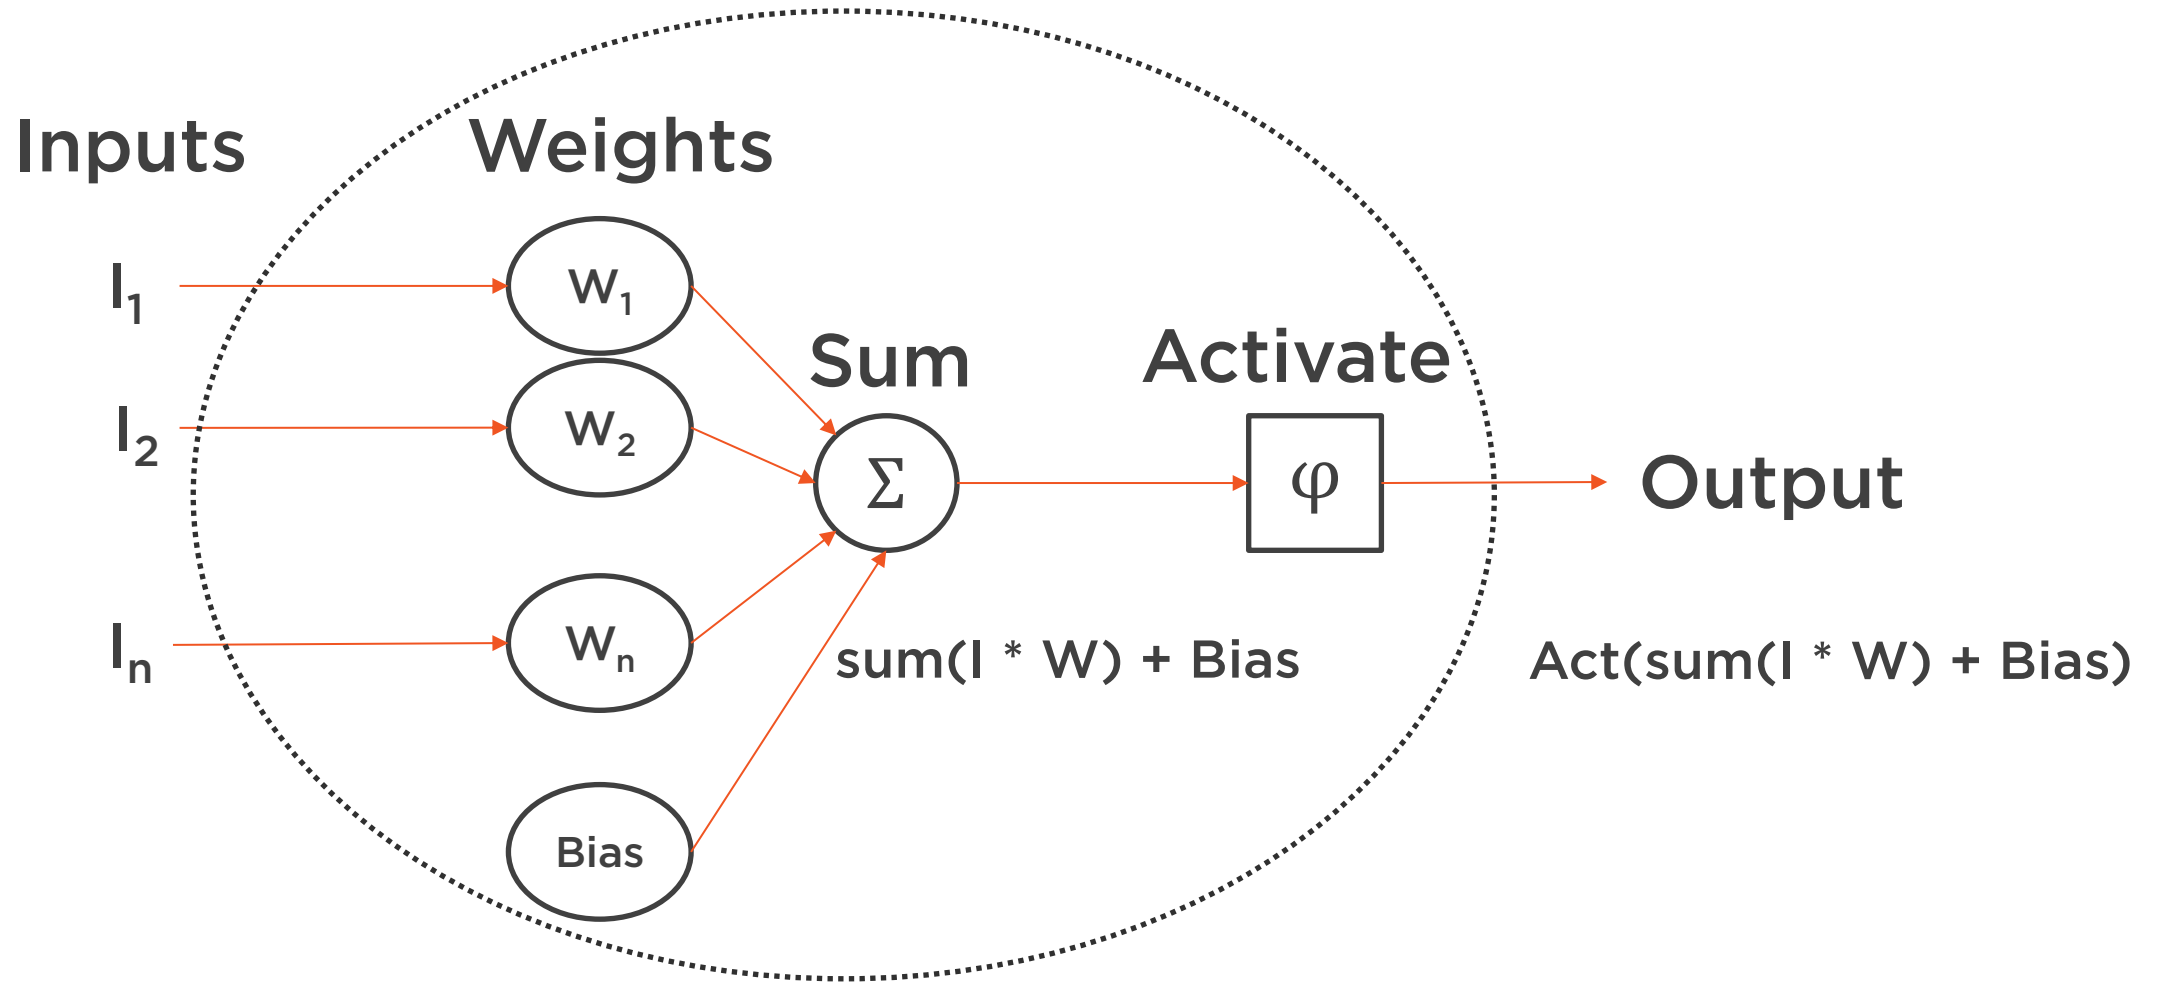 Inputs
Weights
I₁
W₁
Sum
Activate
I₂
W₂
Σ
φ
Output
Iₙ
Wₙ
sum(I * W) + Bias
Act(sum(I * W) + Bias)
Bias